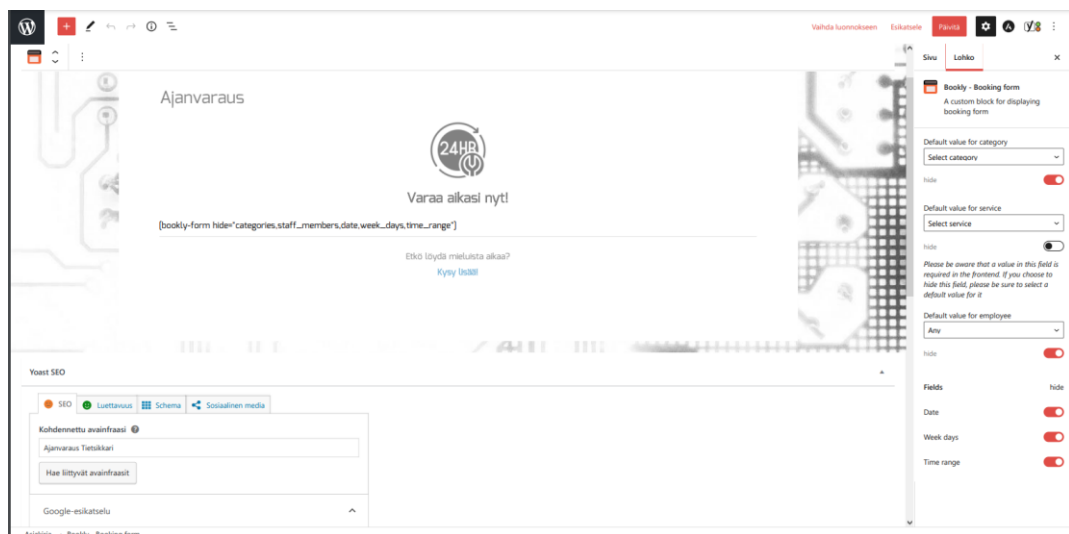 Vaihda luonnokseen Esikatsele Päivitä
Ajanvaraus
24HR
Varaa aikasi nyt!
[bookly-form hide="categories,staff_members,date,week_days,time_range"]
Etkö löydä mieluista aikaa?
Kysy lisää!
Yoast SEO
SEO Luettavuus Schema Sosiaalinen media
Kohdennettu avainfraasi
Ajanvaraus Tietsikkari
Hae liittyvät avainfraasit
Google-esikatselu
Asiakirja → Bookly - Booking form
Sivu Lohko
Bookly - Booking form
A custom block for displaying
booking form
Default value for category
Select category
hide
Default value for service
Select service
hide
Please be aware that a value in this field is
required in the frontend. If you choose to
hide this field, please be sure to select a
default value for it
Default value for employee
Any
hide
Fields hide
Date
Week days
Time range